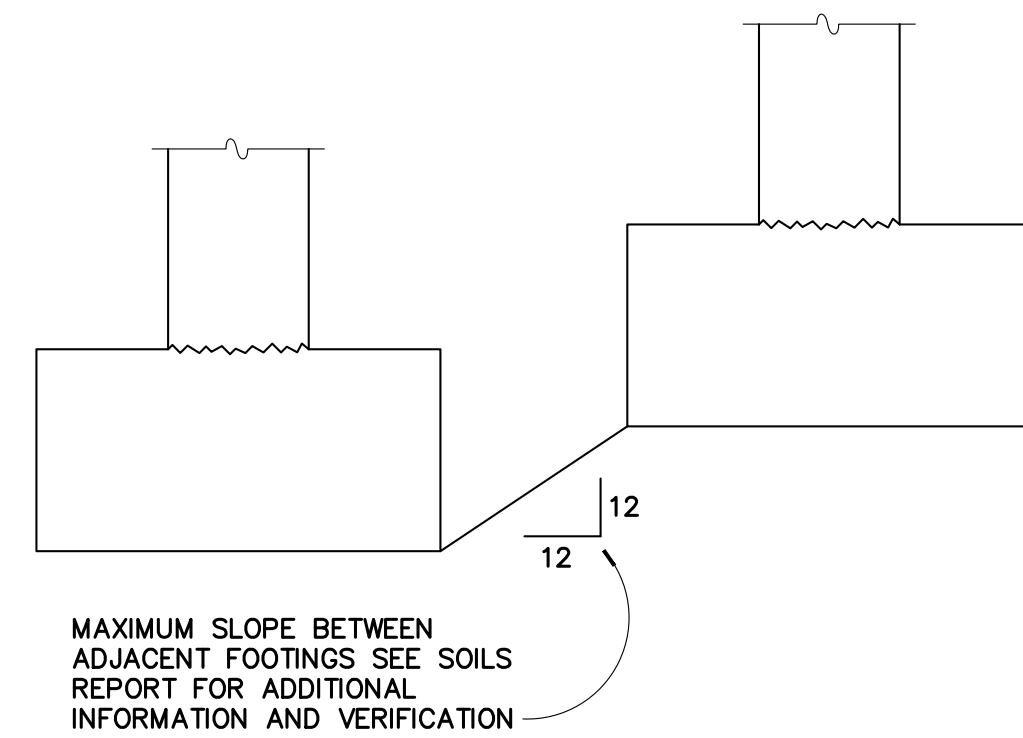 12
12
MAXIMUM SLOPE BETWEEN
ADJACENT FOOTINGS SEE SOILS
REPORT FOR ADDITIONAL
INFORMATION AND VERIFICATION